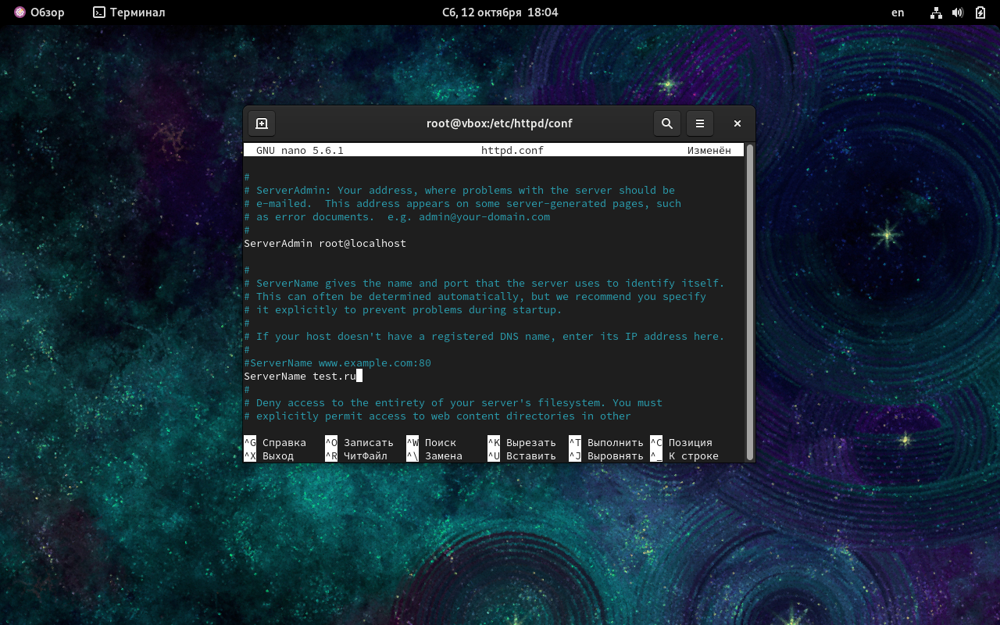 Обзор Терминал Сб, 12 октября 18:04 en
root@vbox:/etc/httpd/conf
GNU nano 5.6.1 httpd.conf Изменён
#
# ServerAdmin: Your address, where problems with the server should be
# e-mailed.  This address appears on some server-generated pages, such
# as error documents.  e.g. admin@your-domain.com
#
ServerAdmin root@localhost
#
# ServerName gives the name and port that the server uses to identify itself.
# This can often be determined automatically, but we recommend you specify
# it explicitly to prevent problems during startup.
#
# If your host doesn't have a registered DNS name, enter its IP address here.
#
#ServerName www.example.com:80
ServerName test.ru
#
# Deny access to the entirety of your server's filesystem. You must
# explicitly permit access to web content directories in other
^G Справка ^O Записать ^W Поиск ^K Вырезать ^T Выполнить ^C Позиция
^X Выход ^R ЧитФайл ^\ Замена ^U Вставить ^J Выровнять ^_ К строке